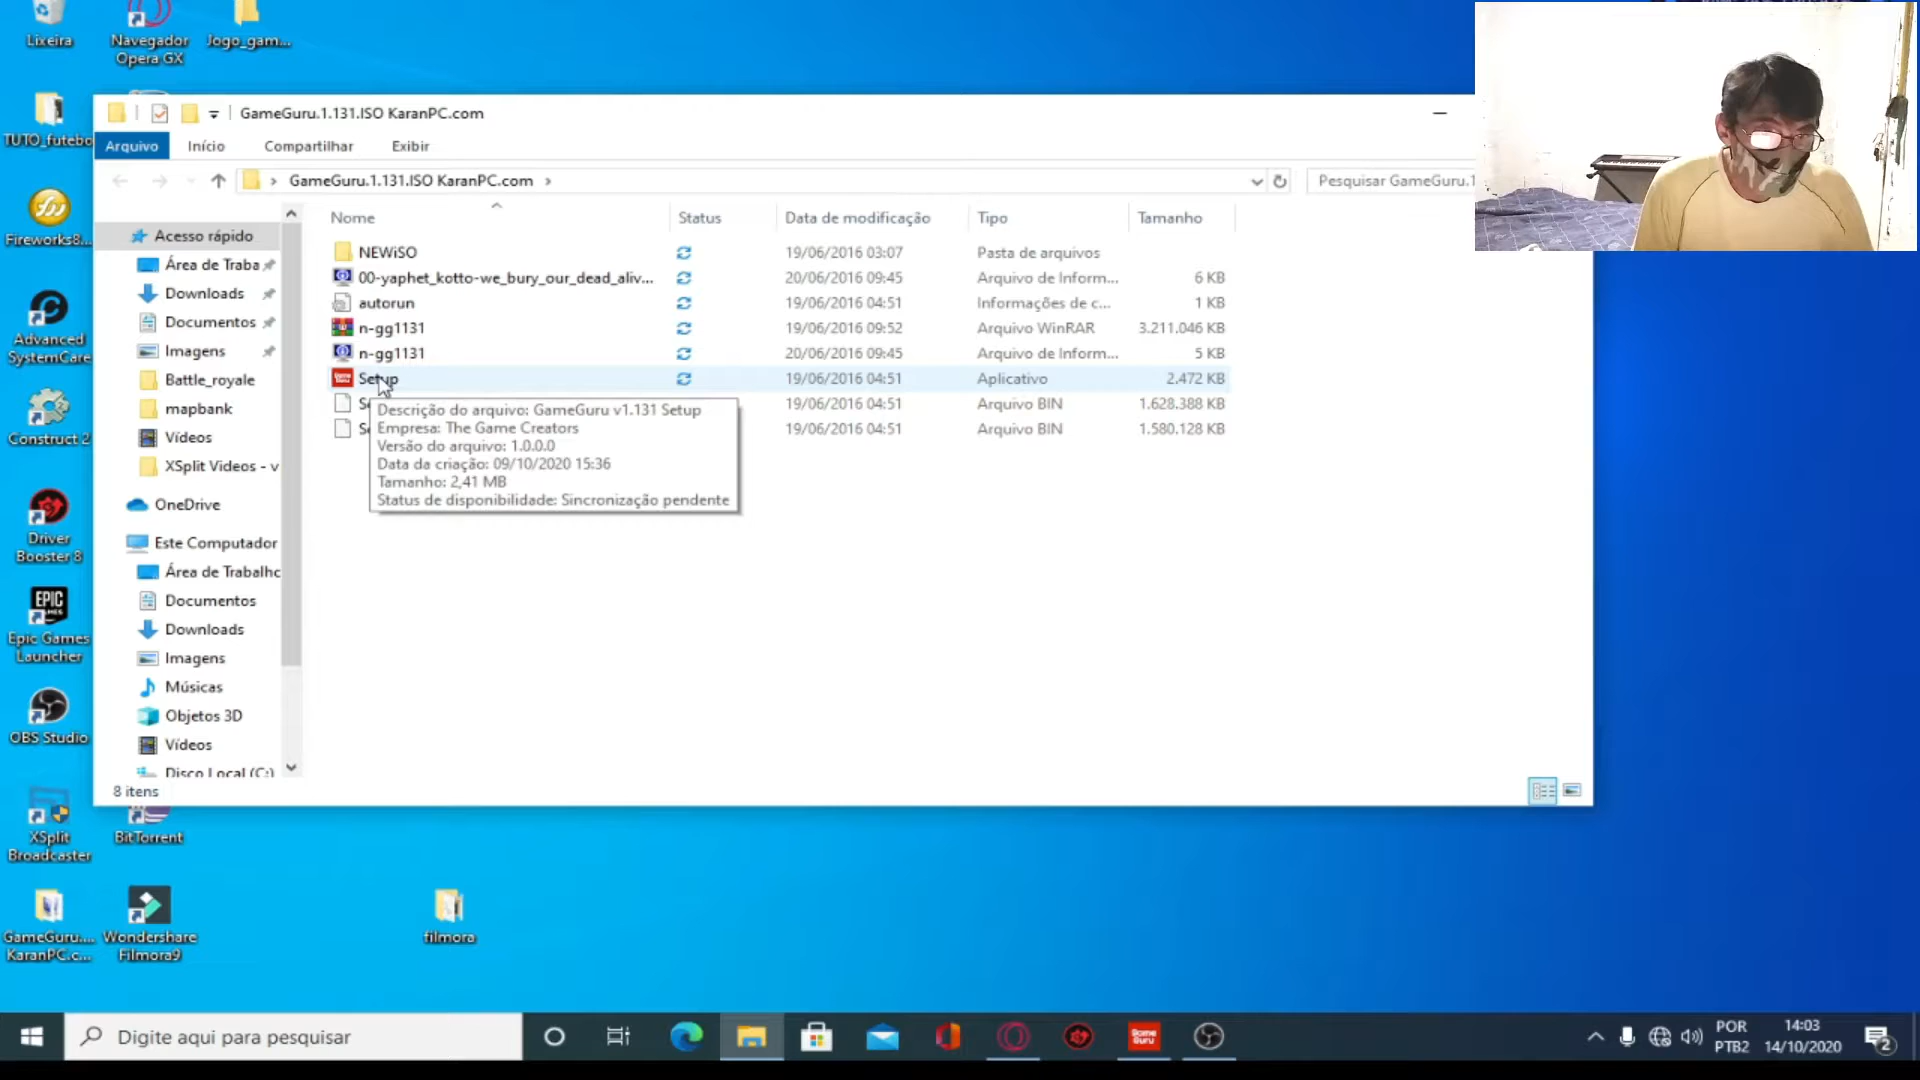 Lixeira
Navegador
Opera GX
Jogo_gam...
TUTO_futebo
Fireworks8...
Advanced
SystemCare
Construct 2
Driver
Booster 8
EPIC
GAMES
Epic Games
Launcher
OBS Studio
XSplit
Broadcaster
BitTorrent
GameGuru....
KaranPC.c...
Wondershare
Filmora9
filmora
GameGuru.1.131.ISO KaranPC.com
Arquivo Início Compartilhar Exibir
GameGuru.1.131.ISO KaranPC.com
Pesquisar GameGuru.1
Nome Status Data de modificação Tipo Tamanho
NEWiSO 19/06/2016 03:07 Pasta de arquivos
00-yaphet_kotto-we_bury_our_dead_aliv... 20/06/2016 09:45 Arquivo de Inform... 6 KB
autorun 19/06/2016 04:51 Informações de c... 1 KB
n-gg1131 19/06/2016 09:52 Arquivo WinRAR 3.211.046 KB
n-gg1131 20/06/2016 09:45 Arquivo de Inform... 5 KB
Setup 19/06/2016 04:51 Aplicativo 2.472 KB
Se 19/06/2016 04:51 Arquivo BIN 1.628.388 KB
Se 19/06/2016 04:51 Arquivo BIN 1.580.128 KB
Descrição do arquivo: GameGuru v1.131 Setup
Empresa: The Game Creators
Versão do arquivo: 1.0.0.0
Data da criação: 09/10/2020 15:36
Tamanho: 2,41 MB
Status de disponibilidade: Sincronização pendente
Acesso rápido
Área de Traba
Downloads
Documentos
Imagens
Battle_royale
mapbank
Vídeos
XSplit Videos - v
OneDrive
Este Computador
Área de Trabalhc
Documentos
Downloads
Imagens
Músicas
Objetos 3D
Vídeos
Disco Local (C:)
8 itens
Digite aqui para pesquisar
Game
Guru
POR
PTB2
14:03
14/10/2020
2